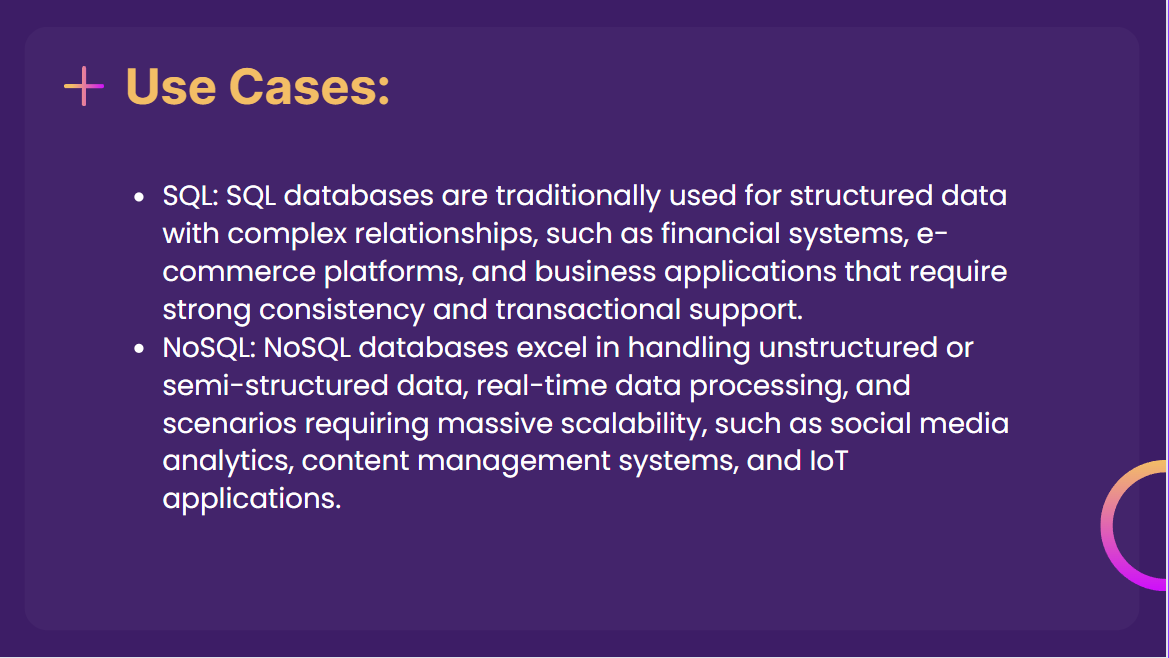 Use Cases:
• SQL: SQL databases are traditionally used for structured data
with complex relationships, such as financial systems, e-
commerce platforms, and business applications that require
strong consistency and transactional support.
• NoSQL: NoSQL databases excel in handling unstructured or
semi-structured data, real-time data processing, and
scenarios requiring massive scalability, such as social media
analytics, content management systems, and IoT
applications.